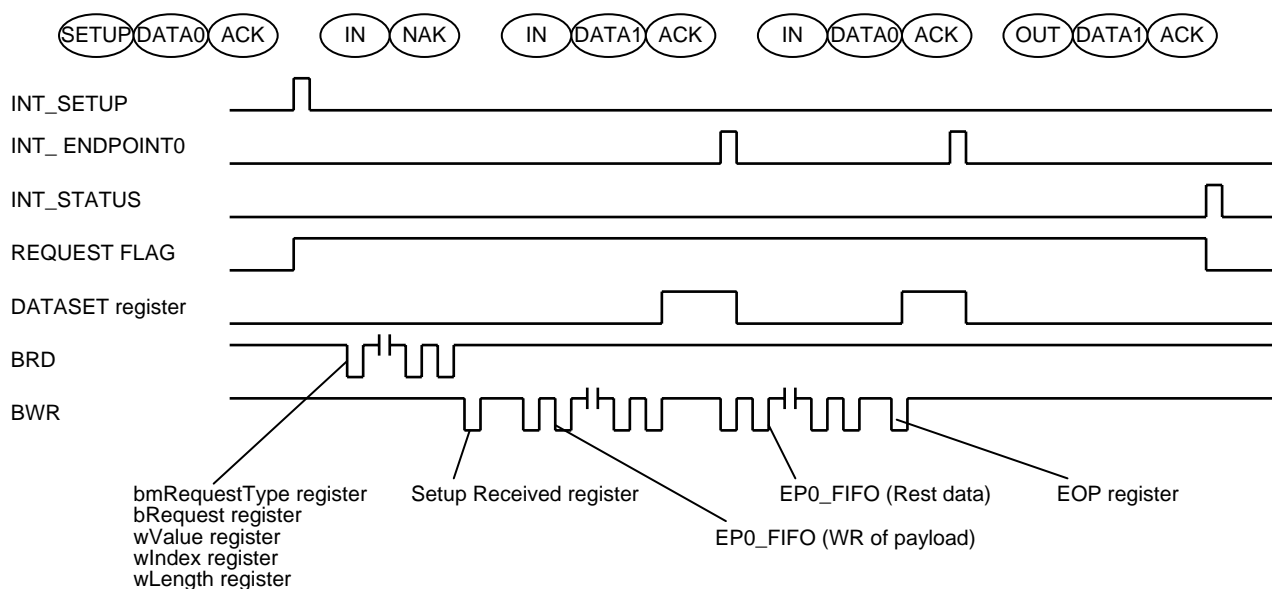 SETUP DATA0 ACK IN NAK IN DATA1 ACK IN DATA0 ACK OUT DATA1 ACK
INT_SETUP
INT_ ENDPOINT0
INT_STATUS
REQUEST FLAG
DATASET register
BRD
BWR
bmRequestType register
bRequest register
wValue register
wIndex register
wLength register
Setup Received register
EP0_FIFO (WR of payload)
EP0_FIFO (Rest data)
EOP register